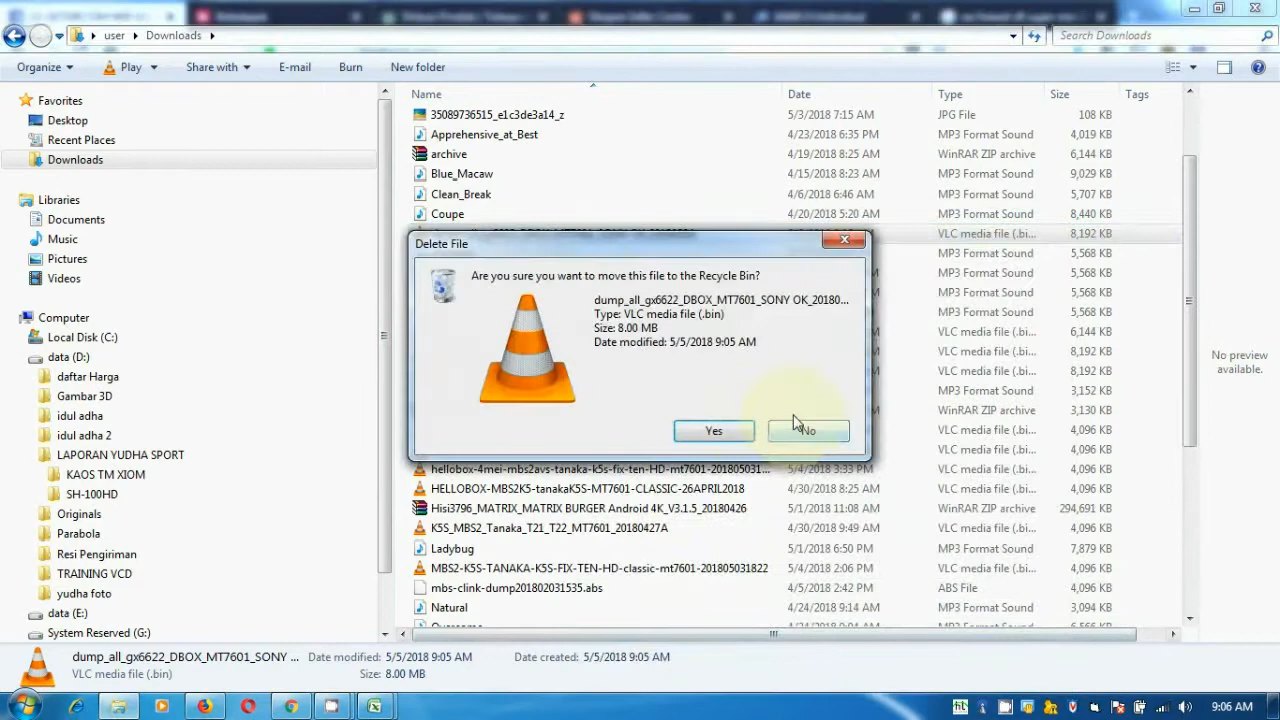 user
Downloads
Search Downloads
Organize
Play
Share with
E-mail
Burn
New folder
Favorites
Desktop
Recent Places
Downloads
Libraries
Documents
Music
Pictures
Videos
Computer
Local Disk (C:)
data (D:)
daftar Harga
Gambar 3D
idul adha
idul adha 2
LAPORAN YUDHA SPORT
KAOS TM XIOM
SH-100HD
Originals
Parabola
Resi Pengiriman
TRAINING VCD
yudha foto
data (E:)
System Reserved (G:)
Name Date Type Size Tags
35089736515_e1c3de3a14_z 5/3/2018 7:15 AM JPG File 108 KB
Apprehensive_at_Best 4/23/2018 6:35 PM MP3 Format Sound 4,019 KB
archive 4/19/2018 8:25 AM WinRAR ZIP archive 6,144 KB
Blue_Macaw 4/15/2018 8:23 AM MP3 Format Sound 9,029 KB
Clean_Break 4/6/2018 6:46 AM MP3 Format Sound 5,707 KB
Coupe 4/20/2018 5:20 AM MP3 Format Sound 8,440 KB
VLC media file (.bi... 8,192 KB
MP3 Format Sound 5,568 KB
MP3 Format Sound 5,568 KB
MP3 Format Sound 5,568 KB
MP3 Format Sound 5,568 KB
VLC media file (.bi... 6,144 KB
VLC media file (.bi... 8,192 KB
VLC media file (.bi... 8,192 KB
MP3 Format Sound 3,152 KB
WinRAR ZIP archive 3,130 KB
VLC media file (.bi... 4,096 KB
VLC media file (.bi... 4,096 KB
hellobox-4mei-mbs2avs-tanaka-k5s-fix-ten-HD-mt7601-201805031... 5/4/2018 3:33 PM VLC media file (.bi... 4,096 KB
HELLOBOX-MBS2K5-tanakaK5S-MT7601-CLASSIC-26APRIL2018 4/30/2018 8:25 AM VLC media file (.bi... 4,096 KB
Hisi3796_MATRIX_MATRIX BURGER Android 4K_V3.1.5_20180426 5/1/2018 11:08 AM WinRAR ZIP archive 294,691 KB
K5S_MBS2_Tanaka_T21_T22_MT7601_20180427A 4/30/2018 9:49 AM VLC media file (.bi... 4,096 KB
Ladybug 5/1/2018 6:50 PM MP3 Format Sound 7,879 KB
MBS2-K5S-TANAKA-K5S-FIX-TEN-HD-classic-mt7601-201805031822 5/4/2018 2:06 PM VLC media file (.bi... 4,096 KB
mbs-clink-dump201802031535.abs 4/5/2018 2:42 PM ABS File 4,096 KB
Natural 4/24/2018 9:14 AM MP3 Format Sound 3,094 KB
No preview
available.
Delete File
Are you sure you want to move this file to the Recycle Bin?
dump_all_gx6622_DBOX_MT7601_SONY OK_20180...
Type: VLC media file (.bin)
Size: 8.00 MB
Date modified: 5/5/2018 9:05 AM
Yes
No
dump_all_gx6622_DBOX_MT7601_SONY ... Date modified: 5/5/2018 9:05 AM Date created: 5/5/2018 9:05 AM
VLC media file (.bin) Size: 8.00 MB
9:06 AM